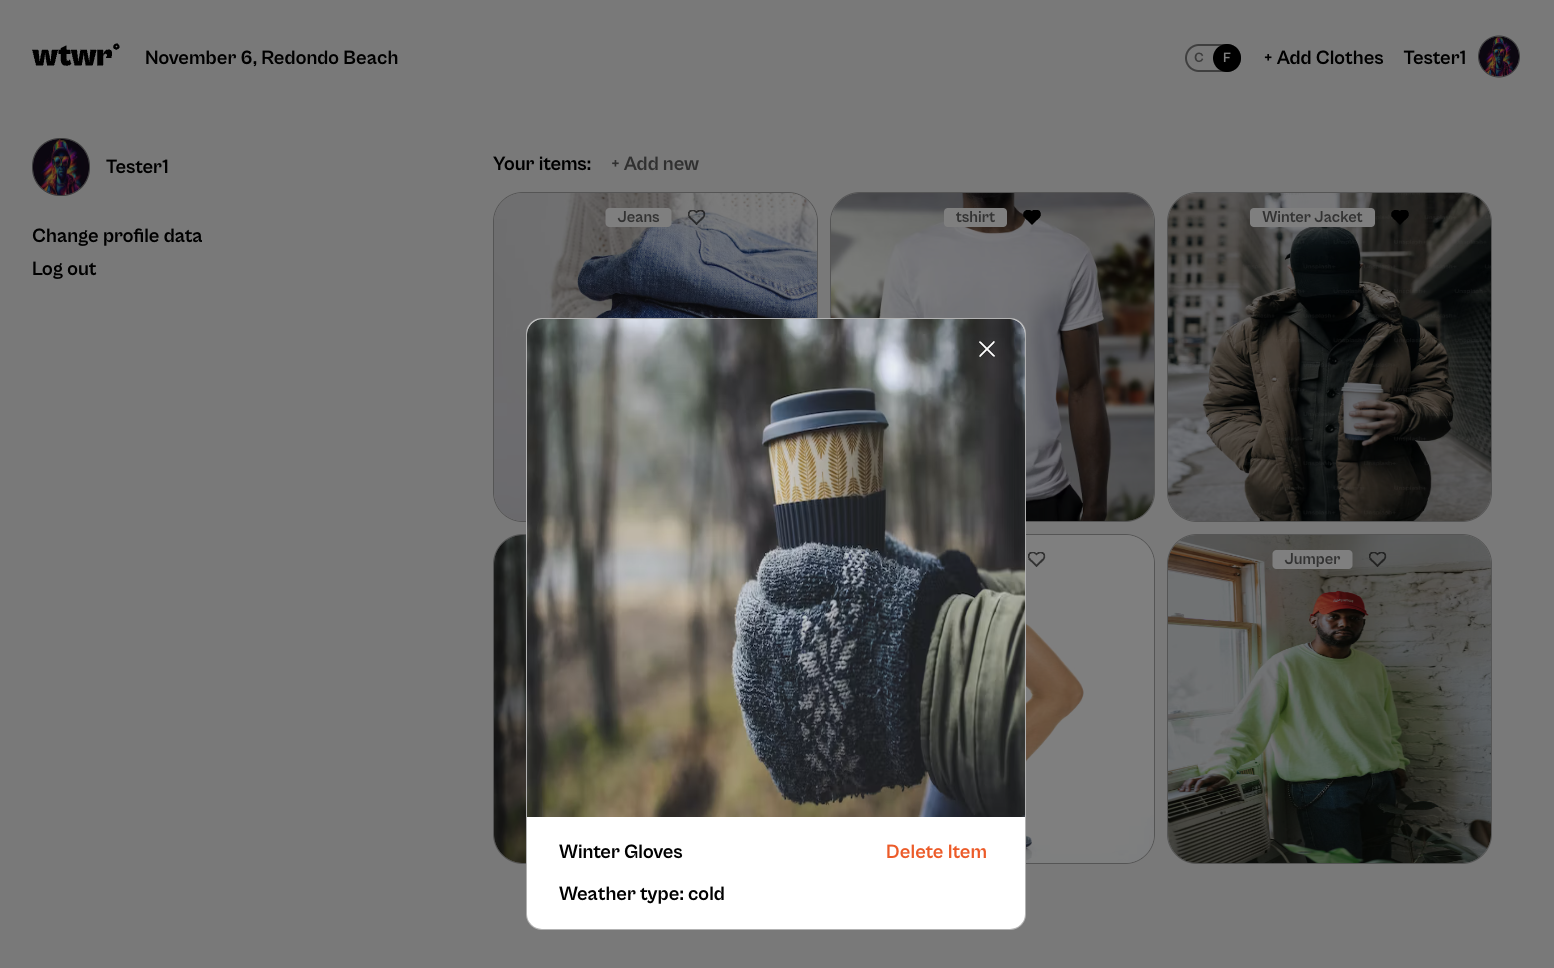 wtwr°
November 6, Redondo Beach
C F
+ Add Clothes
Tester1
Tester1
Change profile data
Log out
Your items:
+ Add new
Jeans
tshirt
Winter Jacket
Jumper
Winter Gloves
Delete Item
Weather type: cold